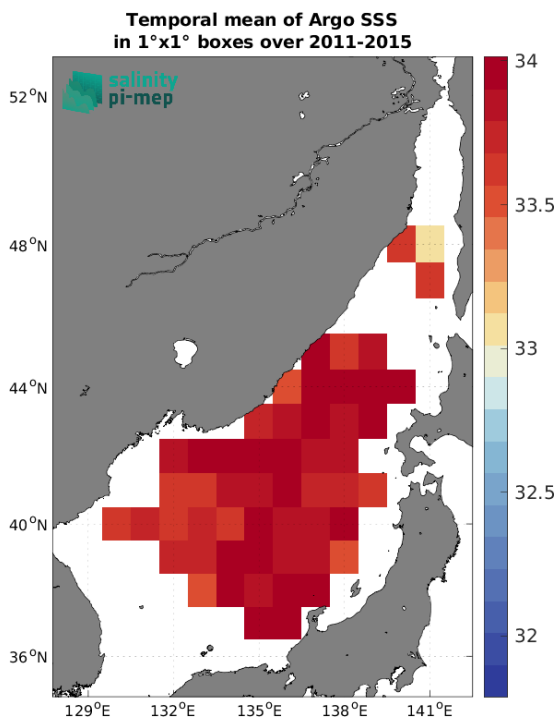 Temporal mean of Argo SSS
in 1°x1° boxes over 2011-2015
salinity
pi-mep
52°N
48°N
44°N
40°N
36°N
129°E
132°E
135°E
138°E
141°E
34
33.5
33
32.5
32